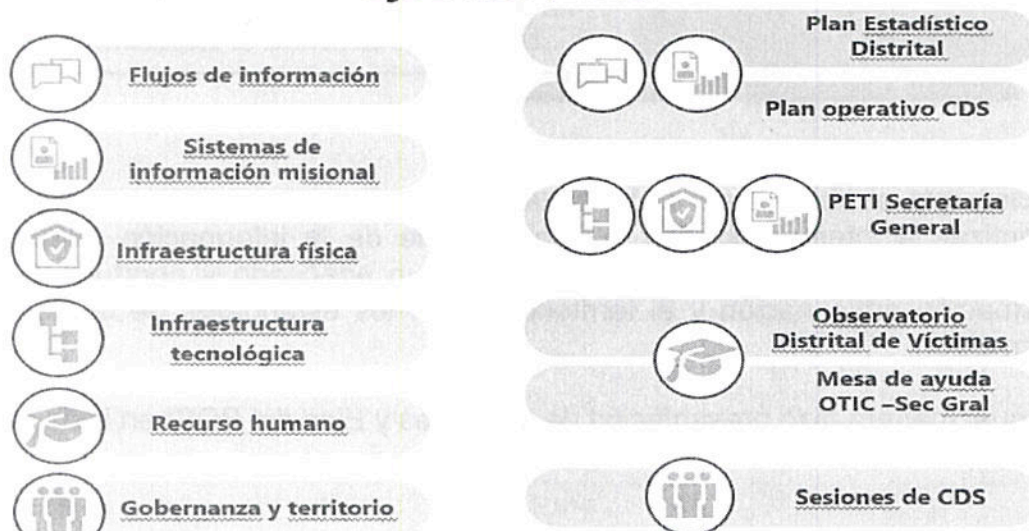 Flujos de información
Sistemas de
información misional
Infraestructura física
Infraestructura
tecnológica
Recurso humano
Gobernanza y territorio
Plan Estadístico
Distrital
Plan operativo CDS
PETI Secretaría
General
Observatorio
Distrital de Víctimas
Mesa de ayuda
OTIC –Sec Gral
Sesiones de CDS